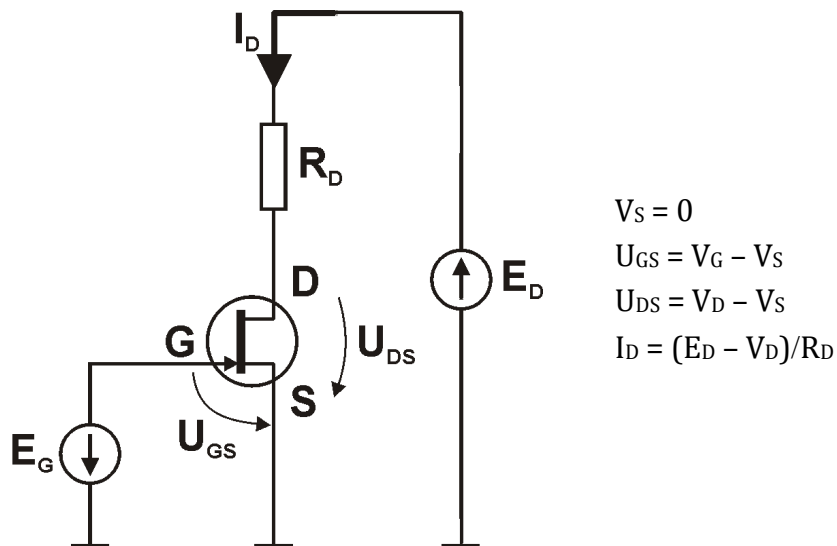 I_D
R_D
D
E_D
G
U_DS
S
U_GS
E_G
V_S = 0
U_GS = V_G – V_S
U_DS = V_D – V_S
I_D = (E_D – V_D)/R_D